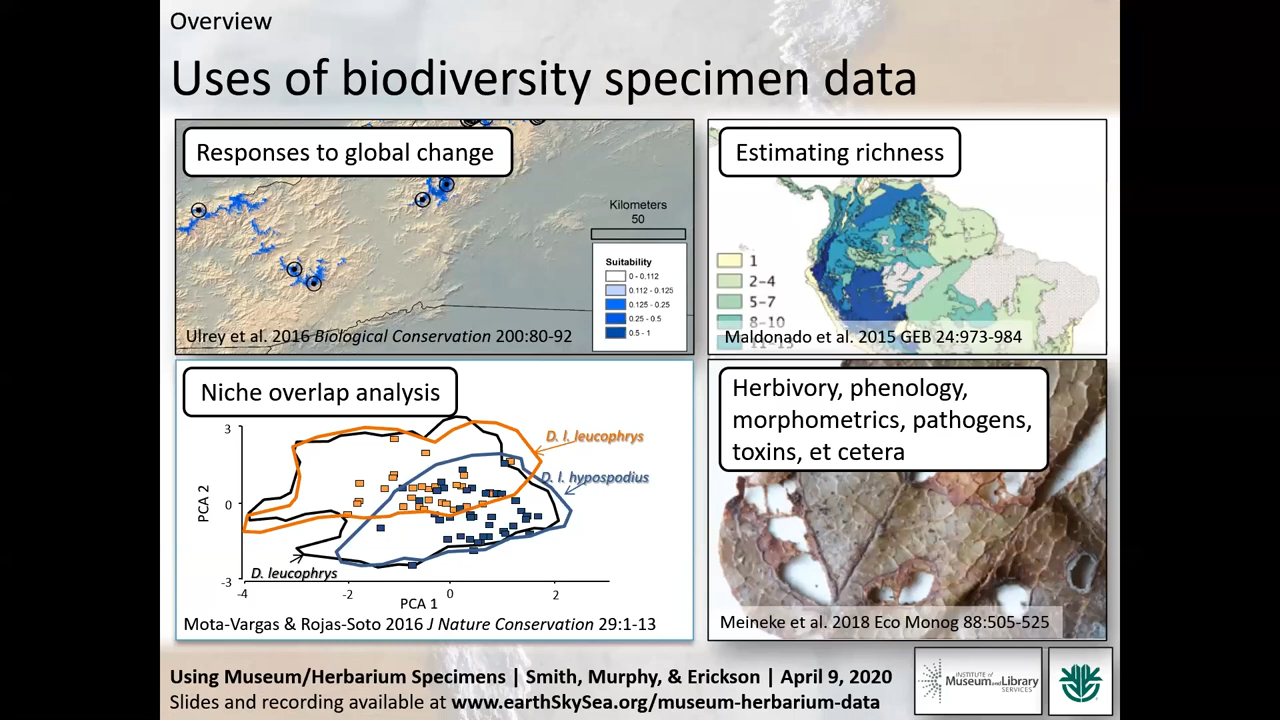 Overview
Uses of biodiversity specimen data
Responses to global change
Kilometers
50
Suitability
0 - 0.112
0.112 - 0.125
0.125 - 0.25
0.25 - 0.5
0.5 - 1
Ulrey et al. 2016 Biological Conservation 200:80-92
Estimating richness
1
2-4
5-7
8-10
11-13
Maldonado et al. 2015 GEB 24:973-984
Niche overlap analysis
D. l. leucophrys
D. l. hypospodius
D. leucophrys
PCA 2
3
0
-3
-4
-2
0
2
PCA 1
Mota-Vargas & Rojas-Soto 2016 J Nature Conservation 29:1-13
Herbivory, phenology,
morphometrics, pathogens,
toxins, et cetera
Meineke et al. 2018 Eco Monog 88:505-525
Using Museum/Herbarium Specimens | Smith, Murphy, & Erickson | April 9, 2020
Slides and recording available at www.earthSkySea.org/museum-herbarium-data
INSTITUTE of
Museum and Library
SERVICES